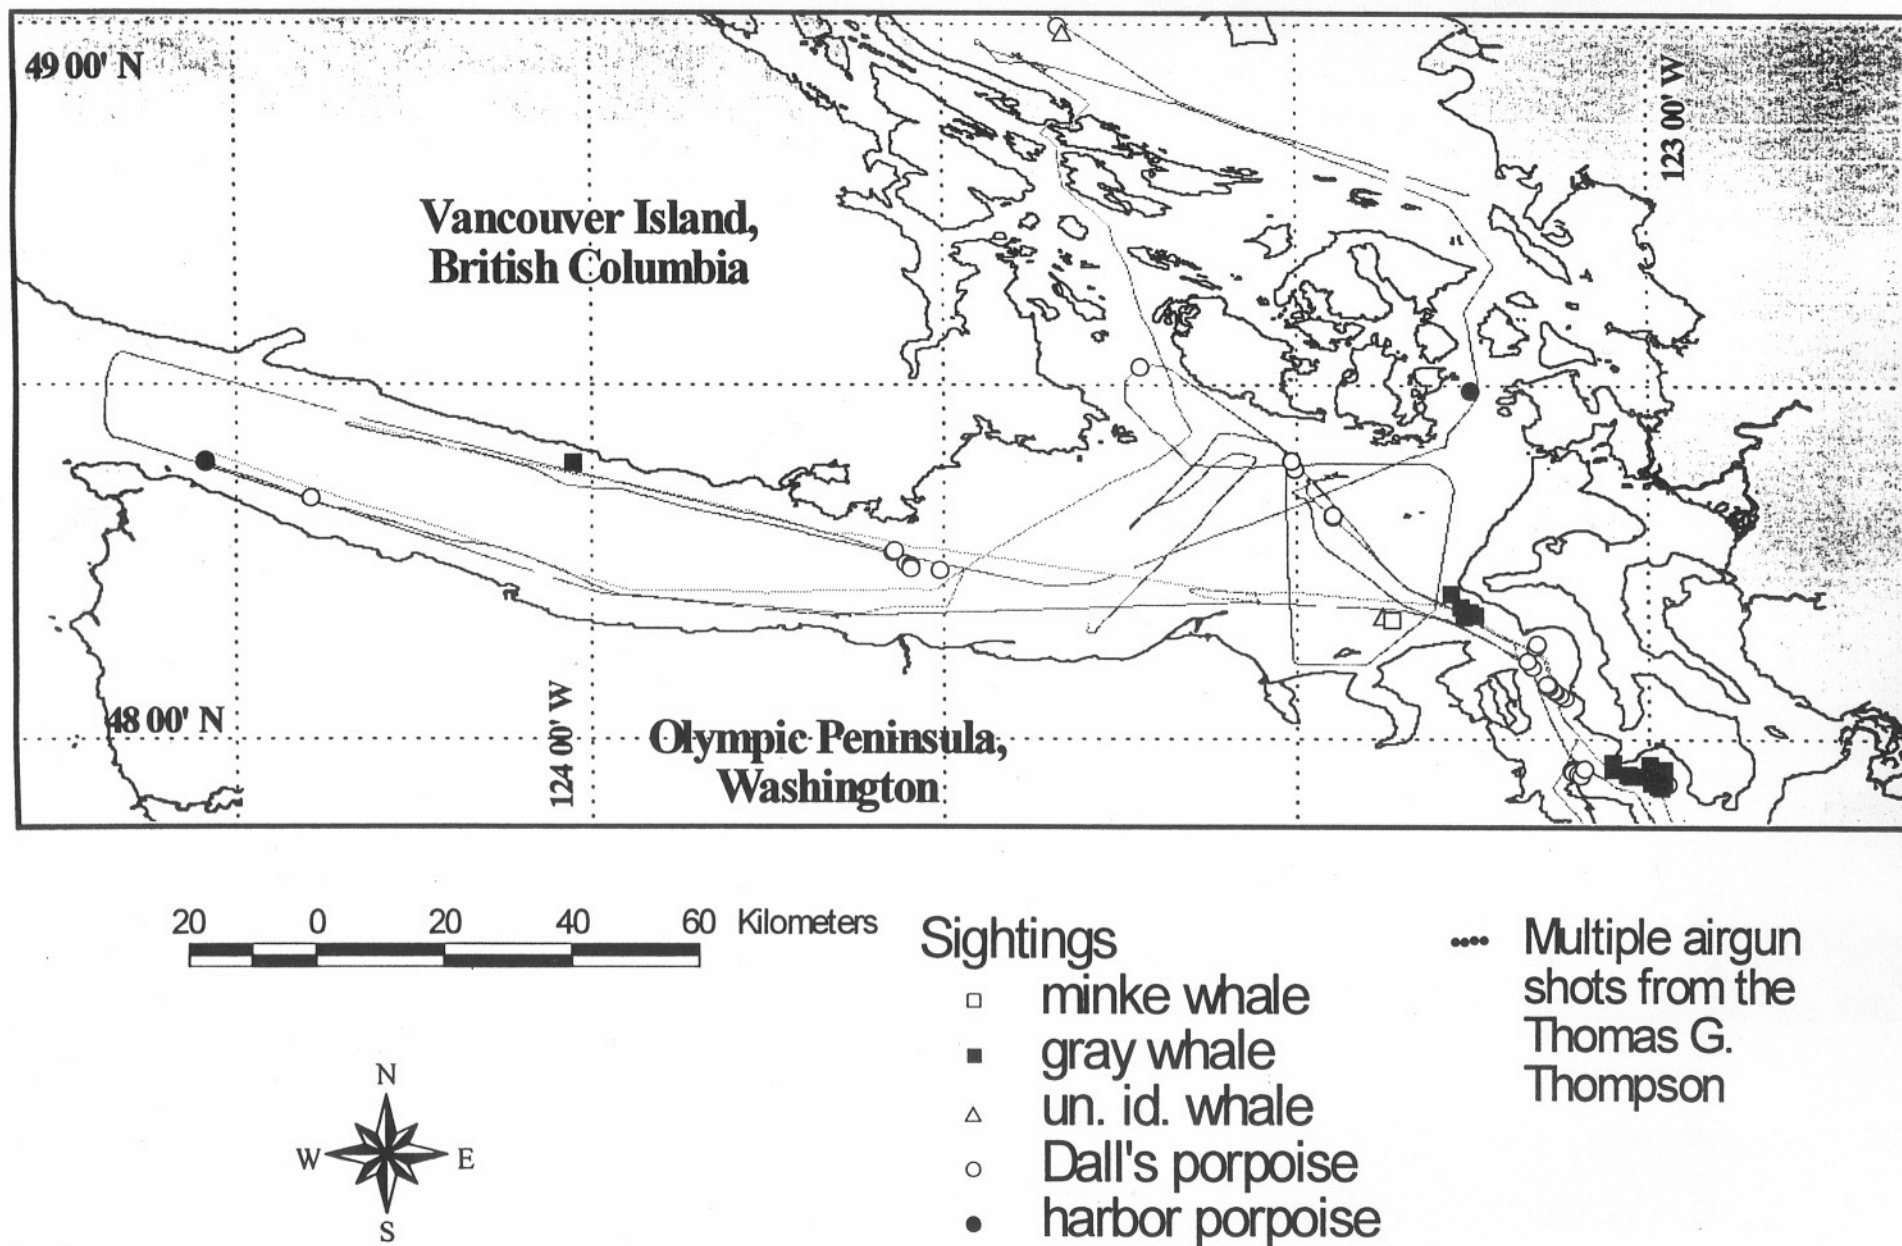 49 00' N
123 00' W
Vancouver Island,
British Columbia
48 00' N
124 00' W
Olympic Peninsula,
Washington
20 0 20 40 60 Kilometers
N
W E
S
Sightings
minke whale
gray whale
un. id. whale
Dall's porpoise
harbor porpoise
Multiple airgun
shots from the
Thomas G.
Thompson